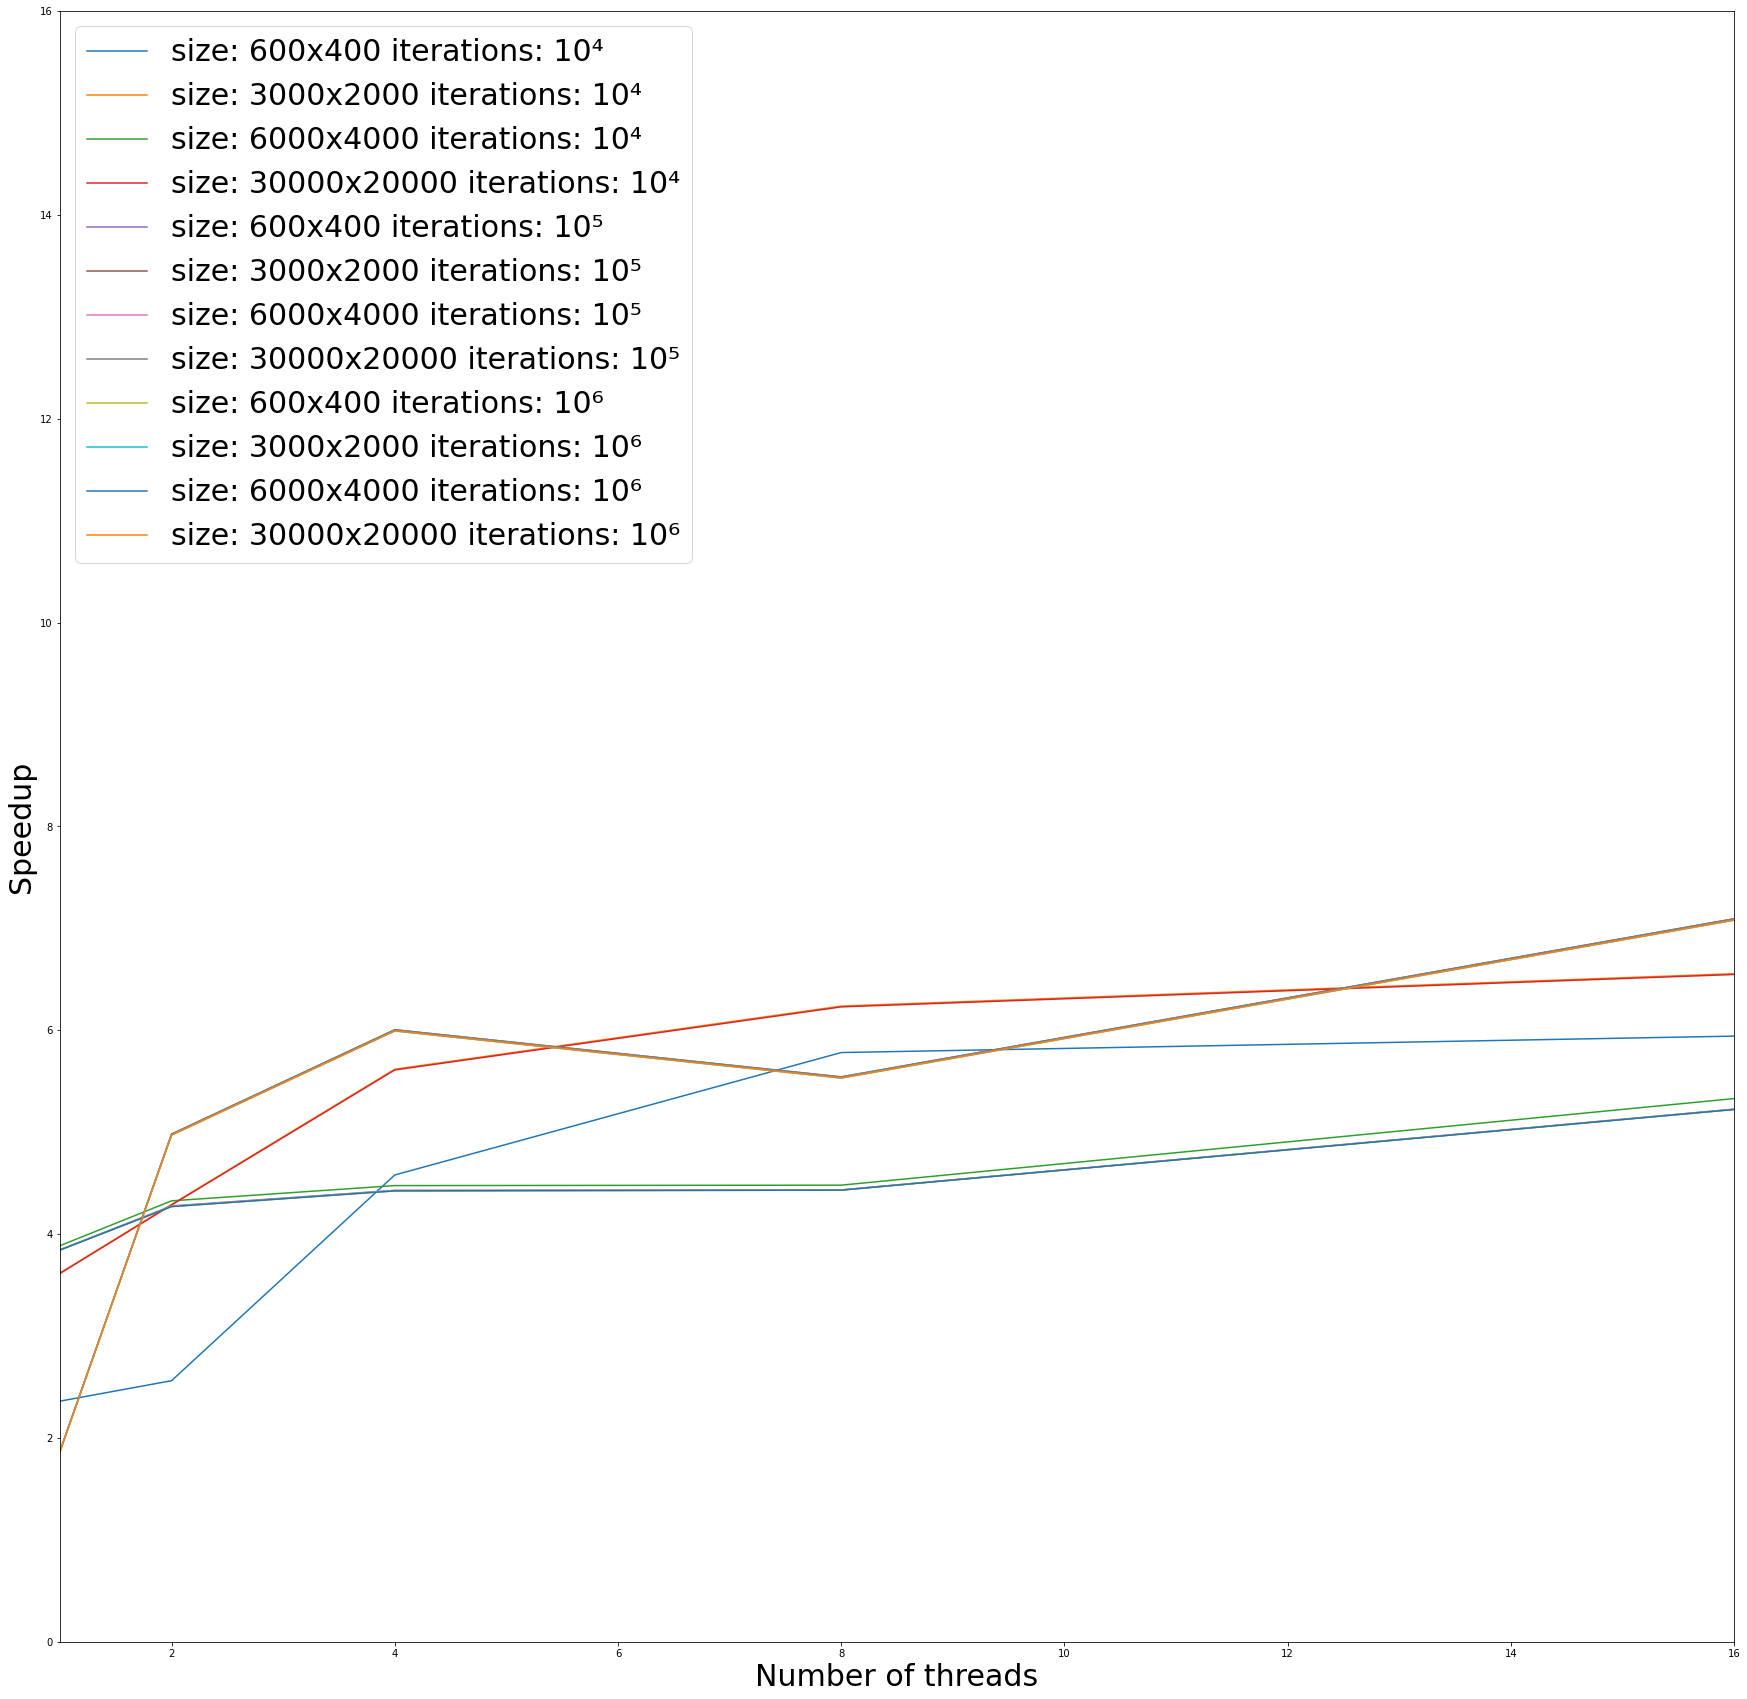 16
size: 600x400 iterations: 10⁴
size: 3000x2000 iterations: 10⁴
size: 6000x4000 iterations: 10⁴
size: 30000x20000 iterations: 10⁴
size: 600x400 iterations: 10⁵
size: 3000x2000 iterations: 10⁵
size: 6000x4000 iterations: 10⁵
size: 30000x20000 iterations: 10⁵
size: 600x400 iterations: 10⁶
size: 3000x2000 iterations: 10⁶
size: 6000x4000 iterations: 10⁶
size: 30000x20000 iterations: 10⁶
14
12
10
8
6
4
2
0
Speedup
2 4 6 8 10 12 14 16
Number of threads